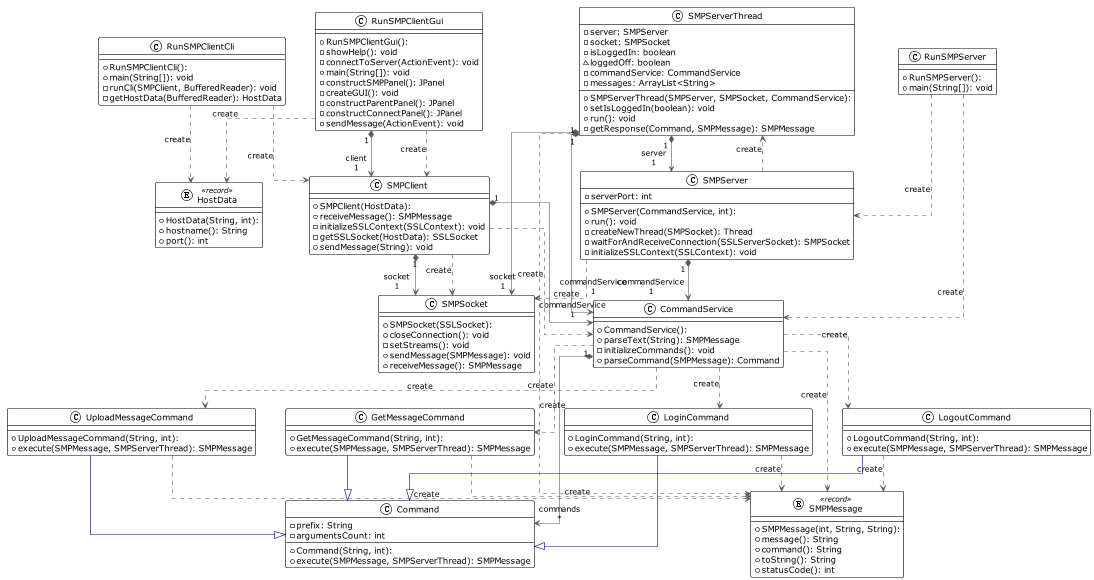 RunSMPClientCli
RunSMPClientCli():
main(String[]): void
runCli(SMPClient, BufferedReader): void
getHostData(BufferedReader): HostData
RunSMPClientGui
RunSMPClientGui():
showHelp(): void
connectToServer(ActionEvent): void
main(String[]): void
constructSMPPanel(): JPanel
createGUI(): void
constructParentPanel(): JPanel
constructConnectPanel(): JPanel
sendMessage(ActionEvent): void
SMPServerThread
server: SMPServer
socket: SMPSocket
isLoggedIn: boolean
loggedOff: boolean
commandService: CommandService
messages: ArrayList<String>
SMPServerThread(SMPServer, SMPSocket, CommandService):
setIsLoggedIn(boolean): void
run(): void
getResponse(Command, SMPMessage): SMPMessage
RunSMPServer
RunSMPServer():
main(String[]): void
create
create
1
client
1
create
1
1
1
server
1
create
create
«record»
HostData
HostData(String, int):
hostname(): String
port(): int
SMPClient
SMPClient(HostData):
receiveMessage(): SMPMessage
initializeSSLContext(SSLContext): void
getSSLSocket(HostData): SSLSocket
sendMessage(String): void
1
SMPServer
serverPort: int
SMPServer(CommandService, int):
run(): void
createNewThread(SMPSocket): Thread
waitForAndReceiveConnection(SSLServerSocket): SMPSocket
initializeSSLContext(SSLContext): void
1
socket
1
create
socket
1
create
create
commandService
1
commandService
1
1
commandService
1
create
SMPSocket
SMPSocket(SSLSocket):
closeConnection(): void
setStreams(): void
sendMessage(SMPMessage): void
receiveMessage(): SMPMessage
CommandService
CommandService():
parseText(String): SMPMessage
initializeCommands(): void
parseCommand(SMPMessage): Command
1
create
create
create
create
create
UploadMessageCommand
UploadMessageCommand(String, int):
execute(SMPMessage, SMPServerThread): SMPMessage
GetMessageCommand
GetMessageCommand(String, int):
execute(SMPMessage, SMPServerThread): SMPMessage
LoginCommand
LoginCommand(String, int):
execute(SMPMessage, SMPServerThread): SMPMessage
LogoutCommand
LogoutCommand(String, int):
execute(SMPMessage, SMPServerThread): SMPMessage
create
create
create
create
commands
*
Command
prefix: String
argumentsCount: int
Command(String, int):
execute(SMPMessage, SMPServerThread): SMPMessage
«record»
SMPMessage
SMPMessage(int, String, String):
message(): String
command(): String
toString(): String
statusCode(): int